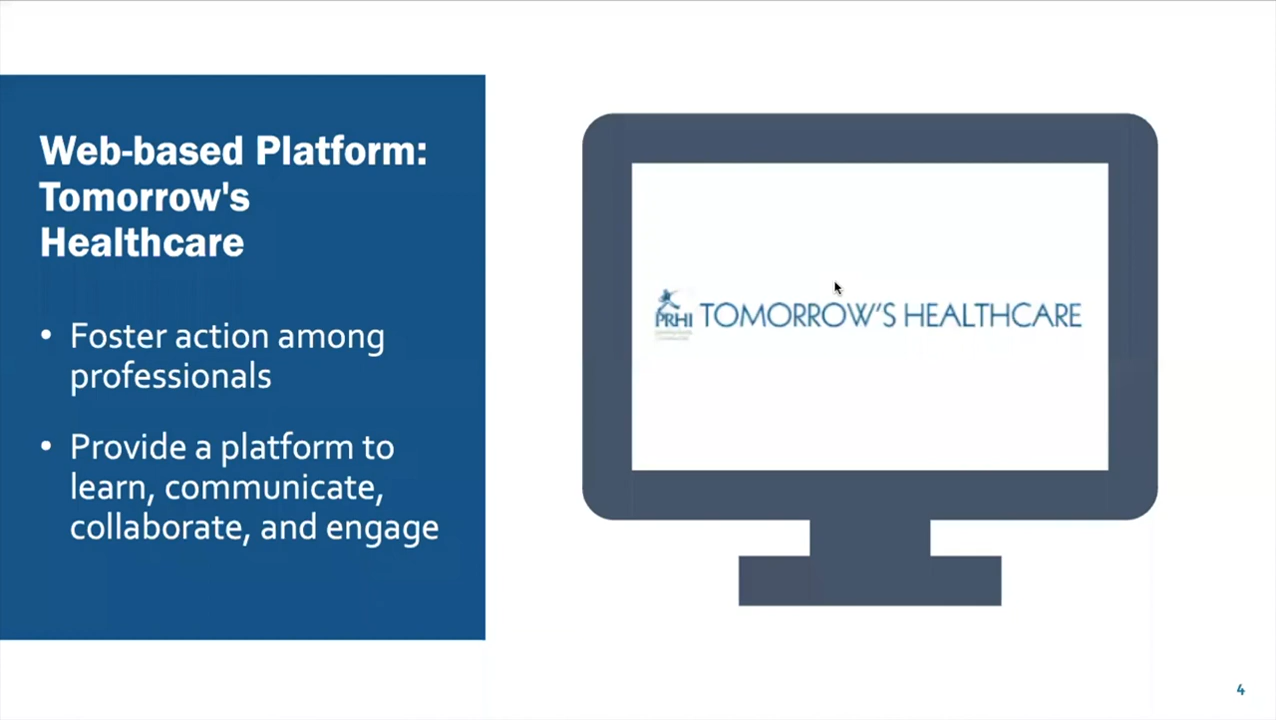 Web-based Platform:
Tomorrow's
Healthcare
• Foster action among
professionals
• Provide a platform to
learn, communicate,
collaborate, and engage
PRHI TOMORROW'S HEALTHCARE
4